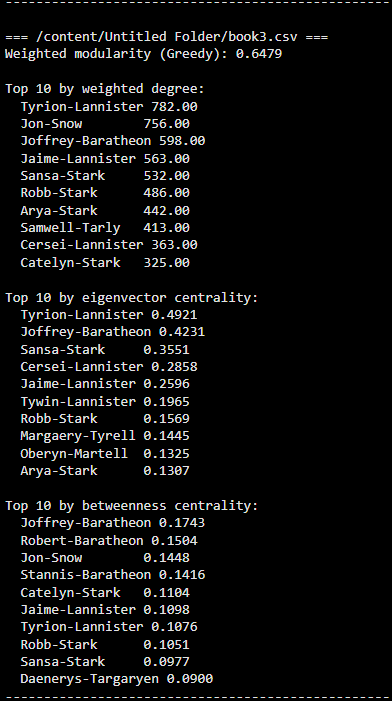 ------------------------------------------------------------
=== /content/Untitled Folder/book3.csv ===
Weighted modularity (Greedy): 0.6479
Top 10 by weighted degree:
Tyrion-Lannister 782.00
Jon-Snow 756.00
Joffrey-Baratheon 598.00
Jaime-Lannister 563.00
Sansa-Stark 532.00
Robb-Stark 486.00
Arya-Stark 442.00
Samwell-Tarly 413.00
Cersei-Lannister 363.00
Catelyn-Stark 325.00
Top 10 by eigenvector centrality:
Tyrion-Lannister 0.4921
Joffrey-Baratheon 0.4231
Sansa-Stark 0.3551
Cersei-Lannister 0.2858
Jaime-Lannister 0.2596
Tywin-Lannister 0.1965
Robb-Stark 0.1569
Margaery-Tyrell 0.1445
Oberyn-Martell 0.1325
Arya-Stark 0.1307
Top 10 by betweenness centrality:
Joffrey-Baratheon 0.1743
Robert-Baratheon 0.1504
Jon-Snow 0.1448
Stannis-Baratheon 0.1416
Catelyn-Stark 0.1104
Jaime-Lannister 0.1098
Tyrion-Lannister 0.1076
Robb-Stark 0.1051
Sansa-Stark 0.0977
Daenerys-Targaryen 0.0900
------------------------------------------------------------